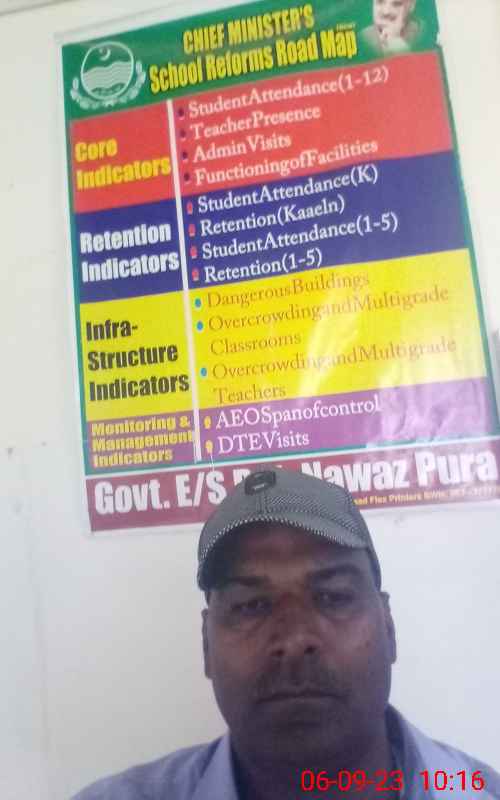 CHIEF MINISTER'S
School Reforms Road Map
Core
Indicators
StudentAttendance(1-12)
TeacherPresence
AdminVisits
FunctioningofFacilities
Retention
Indicators
StudentAttendance(K)
Retention(Kaaeln)
StudentAttendance(1-5)
Retention(1-5)
Infra-
Structure
Indicators
DangerousBuildings
OvercrowdingandMultigrade
Classrooms
OvercrowdingandMultigrade
Teachers
Monitoring &
Management
Indicators
AEOSpanofcontrol
DTEVisits
Govt. E/S Nawaz Pura
Flex Printers
06-09-23 10:16